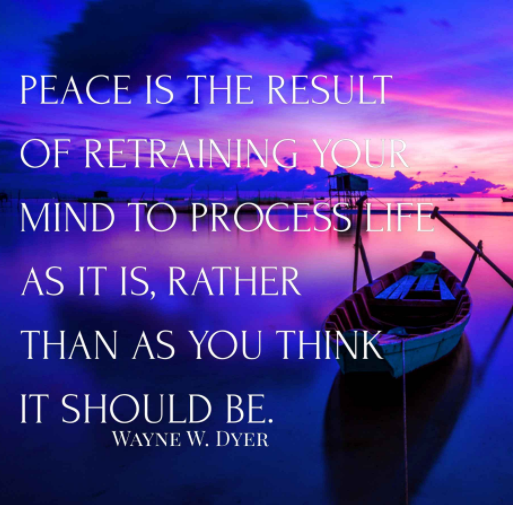 PEACE IS THE RESULT
OF RETRAINING YOUR
MIND TO PROCESS LIFE
AS IT IS, RATHER
THAN AS YOU THINK
IT SHOULD BE.
WAYNE W. DYER